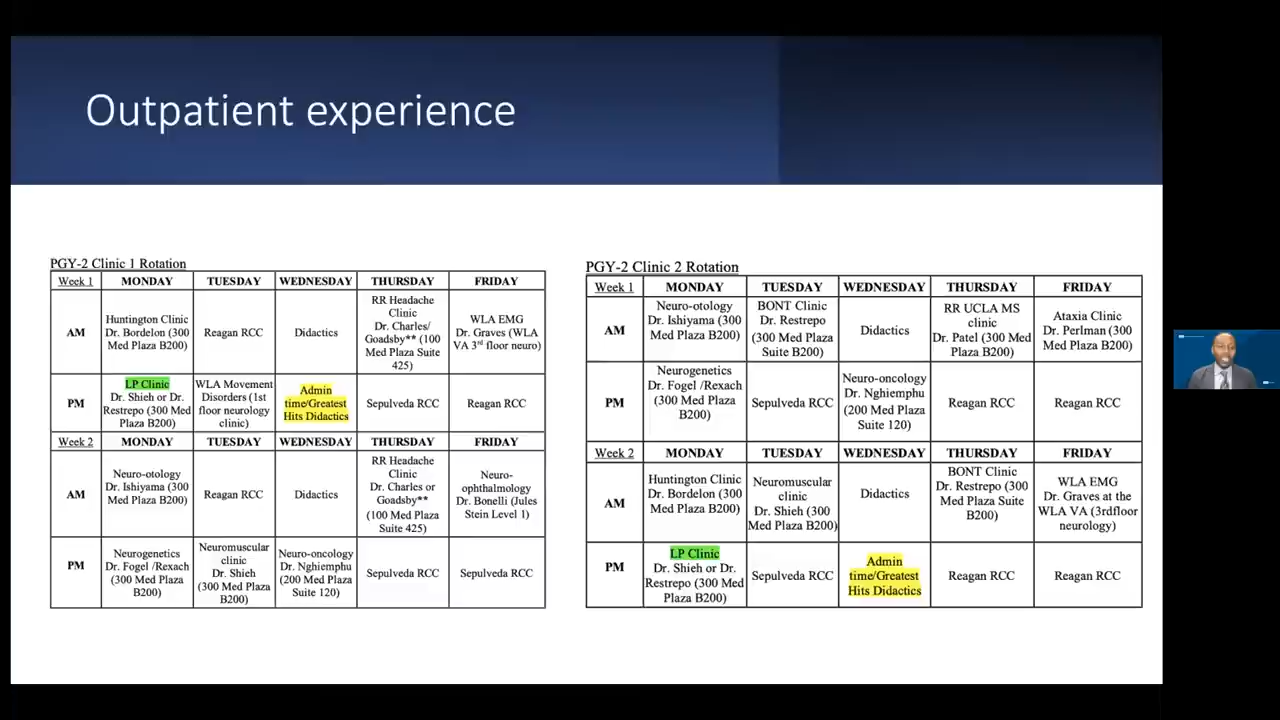 Outpatient experience
PGY-2 Clinic 1 Rotation
Week 1 MONDAY TUESDAY WEDNESDAY THURSDAY FRIDAY
AM
Huntington Clinic
Dr. Bordelon (300
Med Plaza B200)
Reagan RCC
Didactics
RR Headache
Clinic
Dr. Charles/
Goadsby** (100
Med Plaza Suite
425)
WLA EMG
Dr. Graves (WLA
VA 3rd floor neuro)
PM
LP Clinic
Dr. Shieh or Dr.
Restrepo (300 Med
Plaza B200)
WLA Movement
Disorders (1st
floor neurology
clinic)
Admin
time/Greatest
Hits Didactics
Sepulveda RCC
Reagan RCC
Week 2 MONDAY TUESDAY WEDNESDAY THURSDAY FRIDAY
AM
Neuro-otology
Dr. Ishiyama (300
Med Plaza B200)
Reagan RCC
Didactics
RR Headache
Clinic
Dr. Charles or
Goadsby**
(100 Med Plaza
Suite 425)
Neuro-
ophthalmology
Dr. Bonelli (Jules
Stein Level 1)
PM
Neurogenetics
Dr. Fogel /Rexach
(300 Med Plaza
B200)
Neuromuscular
clinic
Dr. Shieh
(300 Med Plaza
B200)
Neuro-oncology
Dr. Nghiemphu
(200 Med Plaza
Suite 120)
Sepulveda RCC
Sepulveda RCC
PGY-2 Clinic 2 Rotation
Week 1 MONDAY TUESDAY WEDNESDAY THURSDAY FRIDAY
AM
Neuro-otology
Dr. Ishiyama (300
Med Plaza B200)
BONT Clinic
Dr. Restrepo
(300 Med Plaza
Suite B200)
Didactics
RR UCLA MS
clinic
Dr. Patel (300 Med
Plaza B200)
Ataxia Clinic
Dr. Perlman (300
Med Plaza B200)
PM
Neurogenetics
Dr. Fogel /Rexach
(300 Med Plaza
B200)
Sepulveda RCC
Neuro-oncology
Dr. Nghiemphu
(200 Med Plaza
Suite 120)
Reagan RCC
Reagan RCC
Week 2 MONDAY TUESDAY WEDNESDAY THURSDAY FRIDAY
AM
Huntington Clinic
Dr. Bordelon (300
Med Plaza B200)
Neuromuscular
clinic
Dr. Shieh (300
Med Plaza B200)
Didactics
BONT Clinic
Dr. Restrepo (300
Med Plaza Suite
B200)
WLA EMG
Dr. Graves at the
WLA VA (3rdfloor
neurology)
PM
LP Clinic
Dr. Shieh or Dr.
Restrepo (300 Med
Plaza B200)
Sepulveda RCC
Admin
time/Greatest
Hits Didactics
Reagan RCC
Reagan RCC